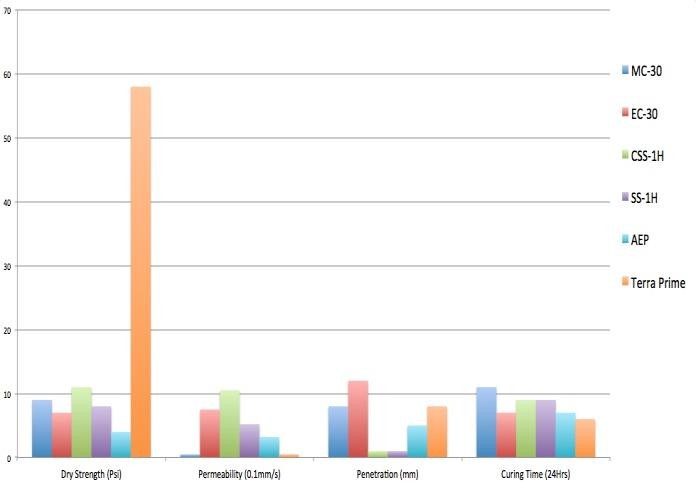 70
60
50
40
30
20
10
0
Dry Strength (Psi)
Permeability (0.1mm/s)
Penetration (mm)
Curing Time (24Hrs)
MC-30
EC-30
CSS-1H
SS-1H
AEP
Terra Prime